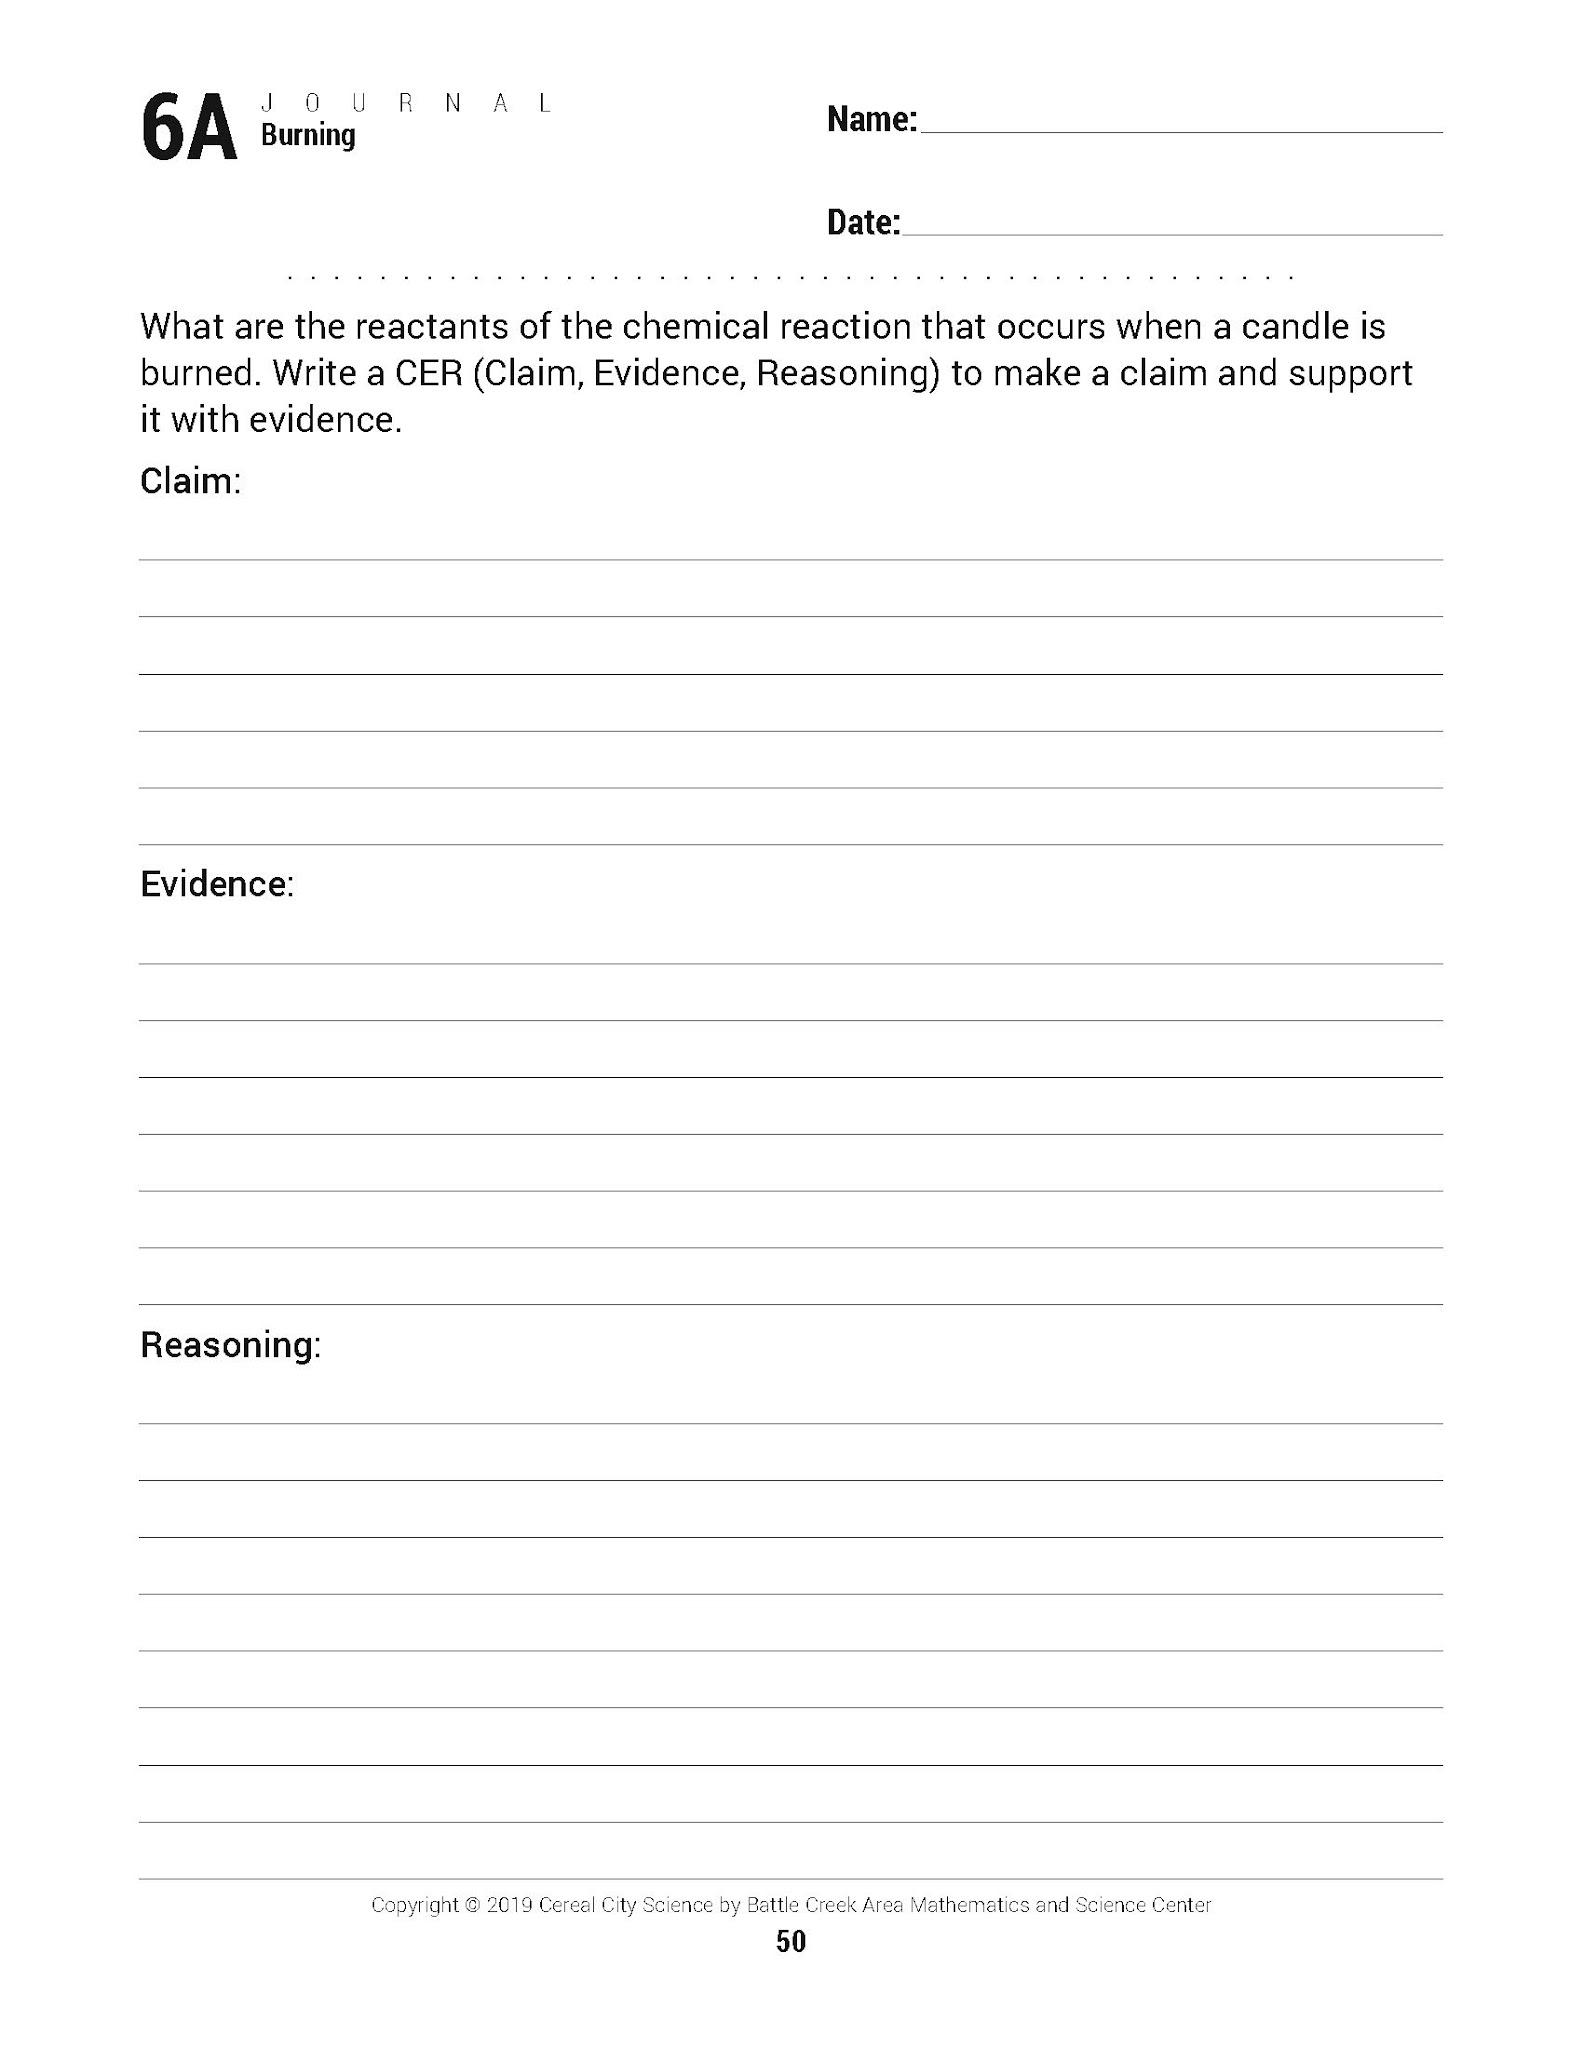 6A JOURNAL
Burning
Name:
Date:
What are the reactants of the chemical reaction that occurs when a candle is
burned. Write a CER (Claim, Evidence, Reasoning) to make a claim and support
it with evidence.
Claim:
Evidence:
Reasoning:
Copyright © 2019 Cereal City Science by Battle Creek Area Mathematics and Science Center
50